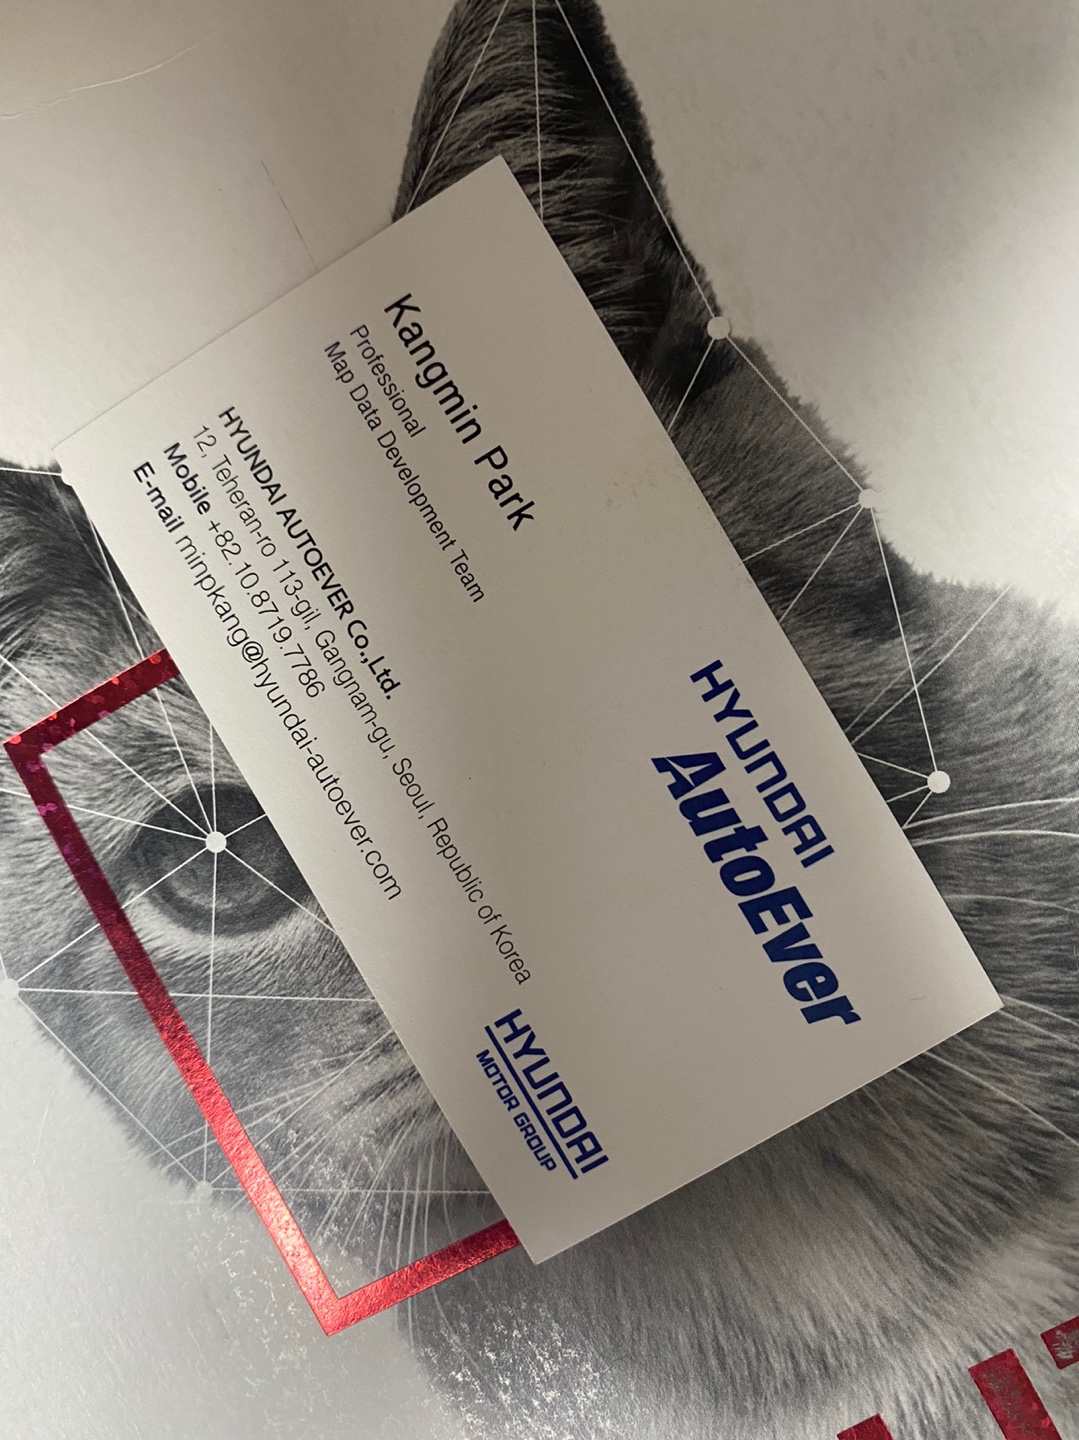 HYUNDAI
AutoEver
Kangmin Park
Professional
Map Data Development Team
HYUNDAI AUTOEVER Co.,Ltd.
12, Teheran-ro 113-gil, Gangnam-gu, Seoul, Republic of Korea
Mobile +82.10.8719.7786
E-mail minpkang@hyundai-autoever.com
HYUNDAI
MOTOR GROUP